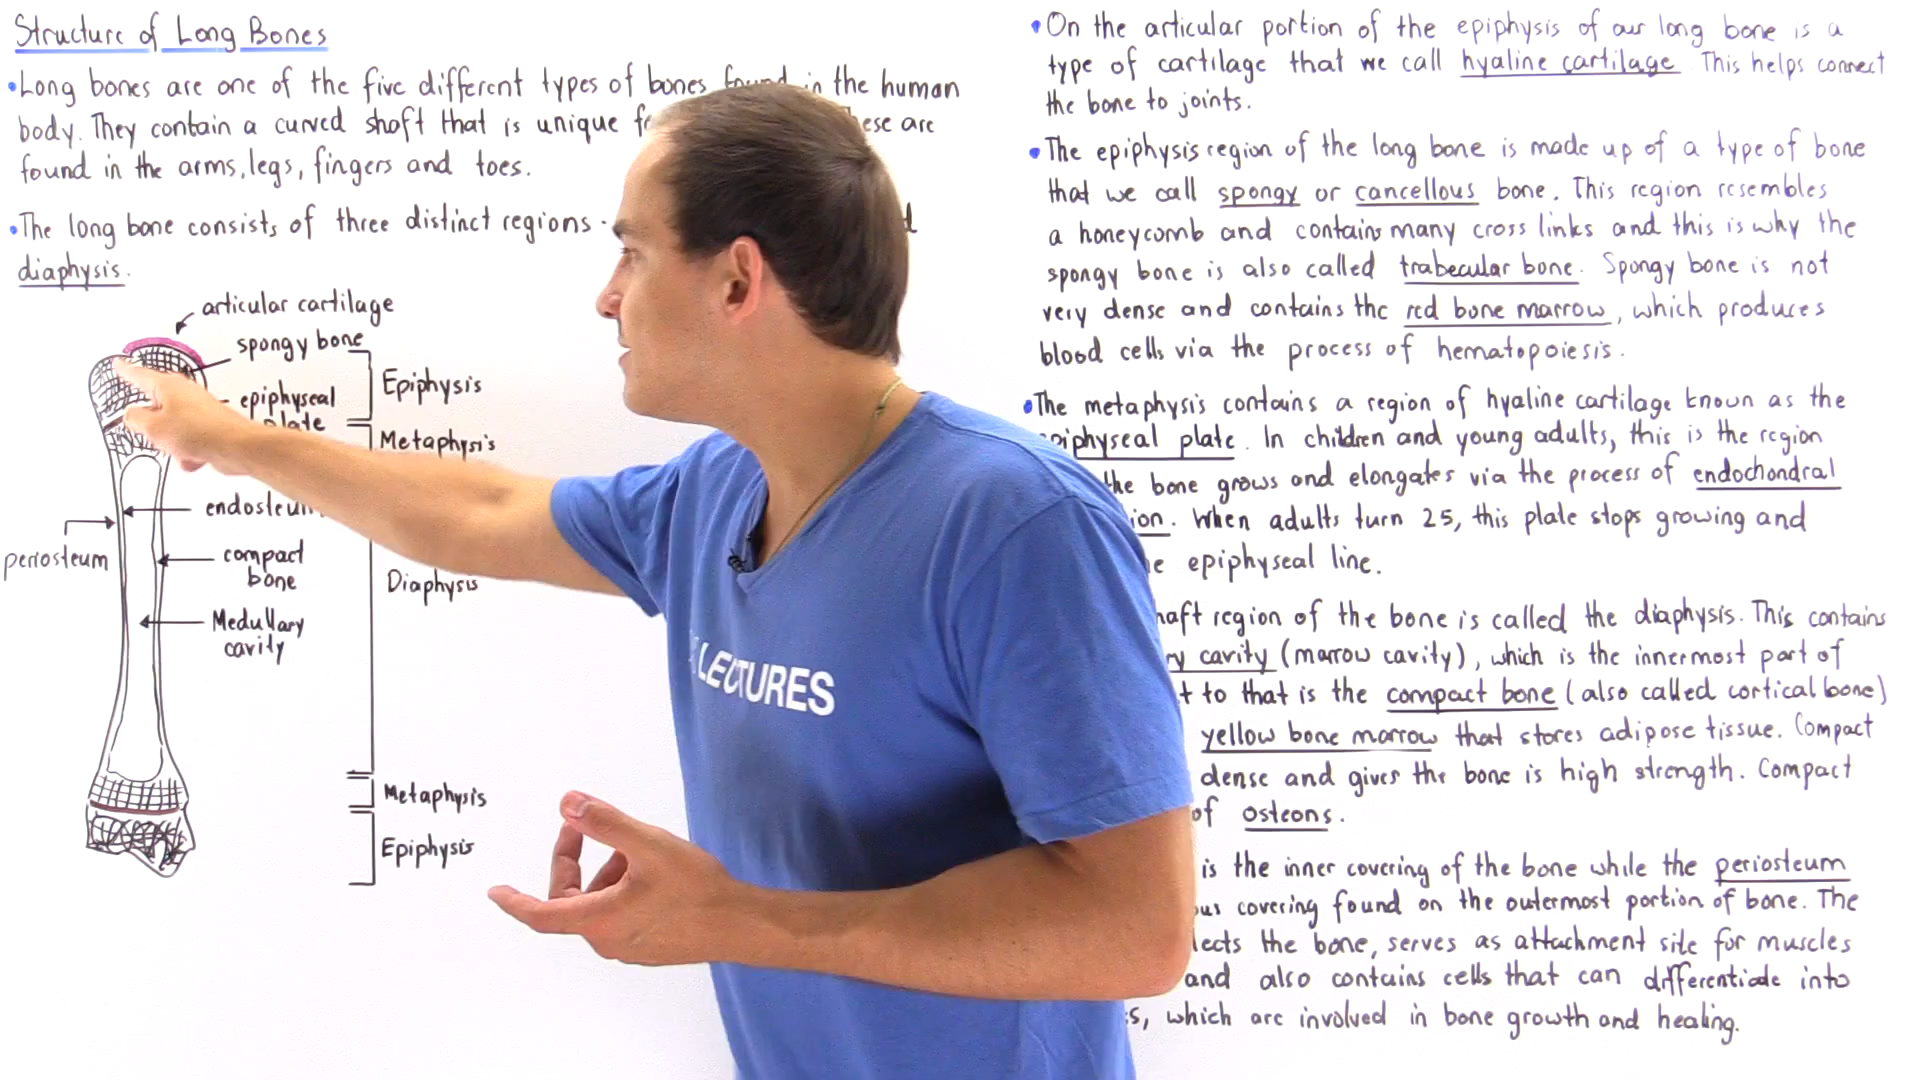 Structure of Long Bones
•Long bones are one of the five different types of bones found in the human
body. They contain a curved shaft that is unique ese are
found in the arms, legs, fingers and toes.
•The long bone consists of three distinct regions -
diaphysis.
articular cartilage
spongy bone
epiphyseal
plate
Epiphysis
Metaphysis
endosteum
periosteum
compact
bone
Diaphysis
Medullary
cavity
Metaphysis
Epiphysis
LECTURES
•On the articular portion of the epiphysis of our long bone is a
type of cartilage that we call hyaline cartilage. This helps connect
the bone to joints.
•The epiphysis region of the long bone is made up of a type of bone
that we call spongy or cancellous bone. This region resembles
a honeycomb and contains many cross links and this is why the
spongy bone is also called trabecular bone. Spongy bone is not
very dense and contains the red bone marrow, which produces
blood cells via the process of hematopoiesis.
•The metaphysis contains a region of hyaline cartilage known as the
epiphyseal plate. In children and young adults, this is the region
the bone grows and elongates via the process of endochondral
ion. When adults turn 25, this plate stops growing and
e epiphyseal line.
haft region of the bone is called the diaphysis. This contains
ry cavity (marrow cavity), which is the innermost part of
t to that is the compact bone (also called cortical bone)
yellow bone marrow that stores adipose tissue. Compact
dense and gives the bone is high strength. Compact
of osteons.
is the inner covering of the bone while the periosteum
ous covering found on the outermost portion of bone. The
tects the bone, serves as attachment site for muscles
and also contains cells that can differentiate into
s, which are involved in bone growth and healing.